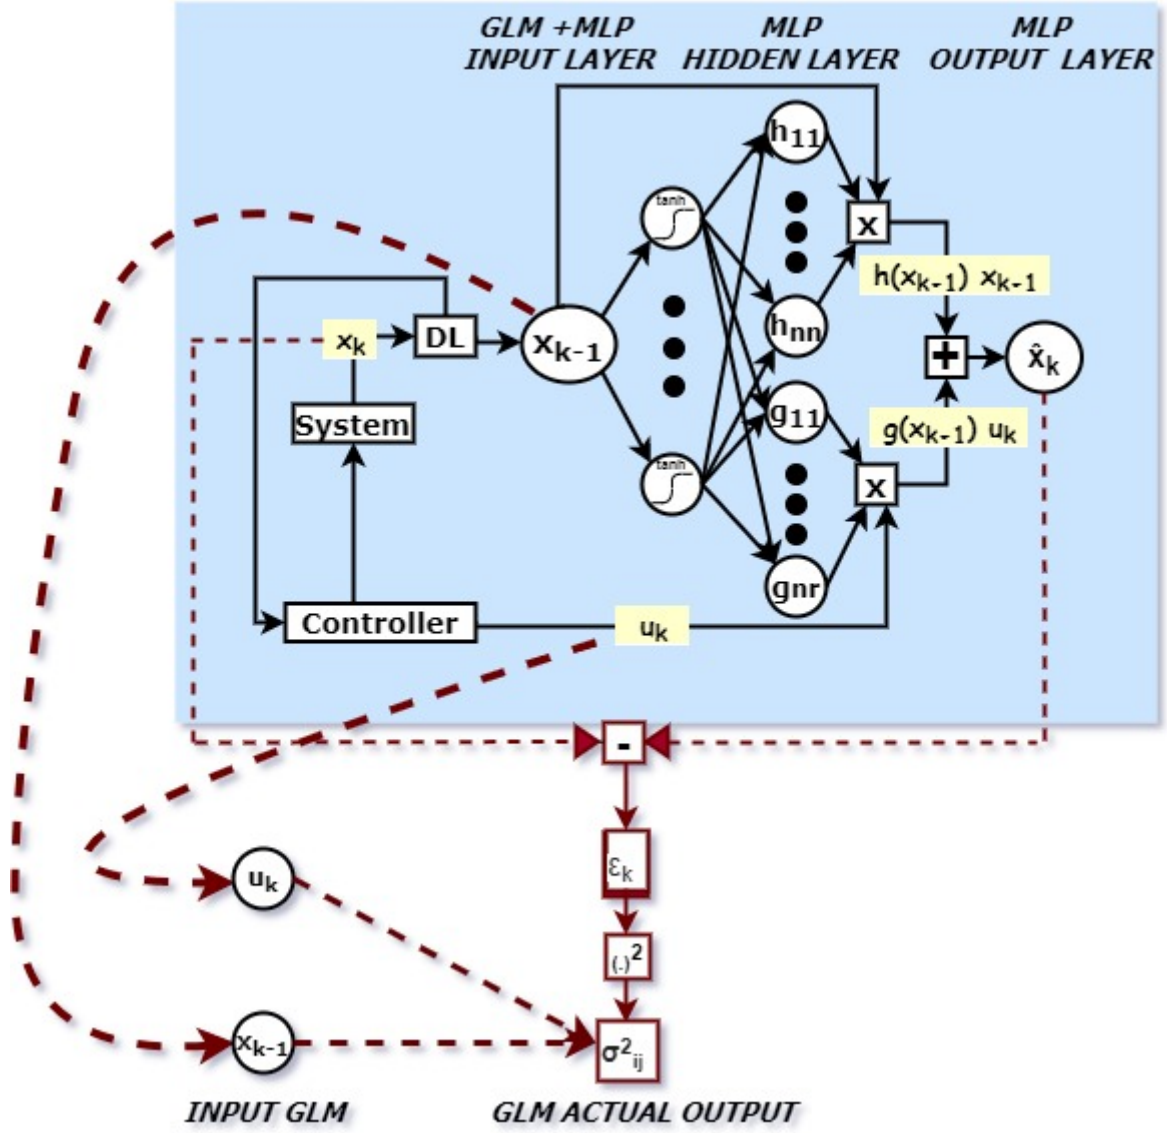 GLM +MLP
INPUT LAYER
MLP
HIDDEN LAYER
MLP
OUTPUT LAYER
h11
tanh
x
h(xk-1) xk-1
xk
DL
xk-1
hnn
+
x̂k
System
g11
g(xk-1) uk
tanh
x
gnr
Controller
uk
-
εk
uk
(.)²
xk-1
σ²ij
INPUT GLM
GLM ACTUAL OUTPUT